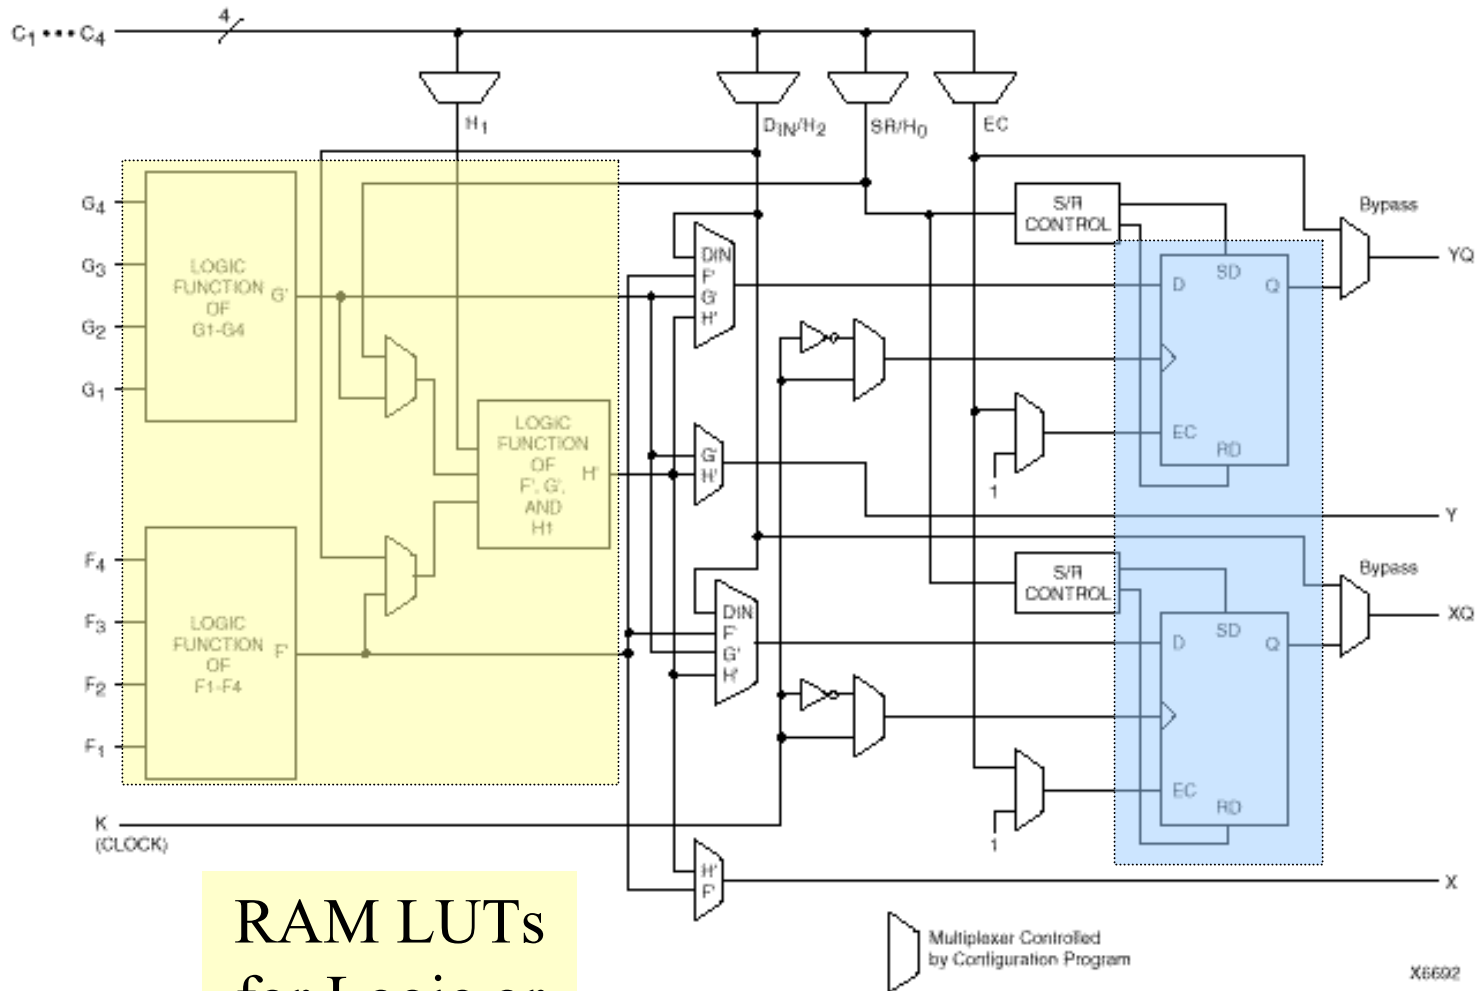 C1 ••• C4
4
H1
DIN/H2
SR/H0
EC
G4
G3
G2
G1
LOGIC
FUNCTION
OF
G1-G4
G'
F4
F3
F2
F1
LOGIC
FUNCTION
OF
F1-F4
F'
LOGIC
FUNCTION
OF
F', G',
AND
H1
H'
DIN
F'
G'
H'
G'
H'
DIN
F'
G'
H'
H'
F'
S/R
CONTROL
D
SD
Q
EC
RD
1
Bypass
YQ
Y
S/R
CONTROL
D
SD
Q
EC
RD
1
Bypass
XQ
X
K
(CLOCK)
RAM LUTs
for Logic or
Multiplexer Controlled
by Configuration Program
X6692